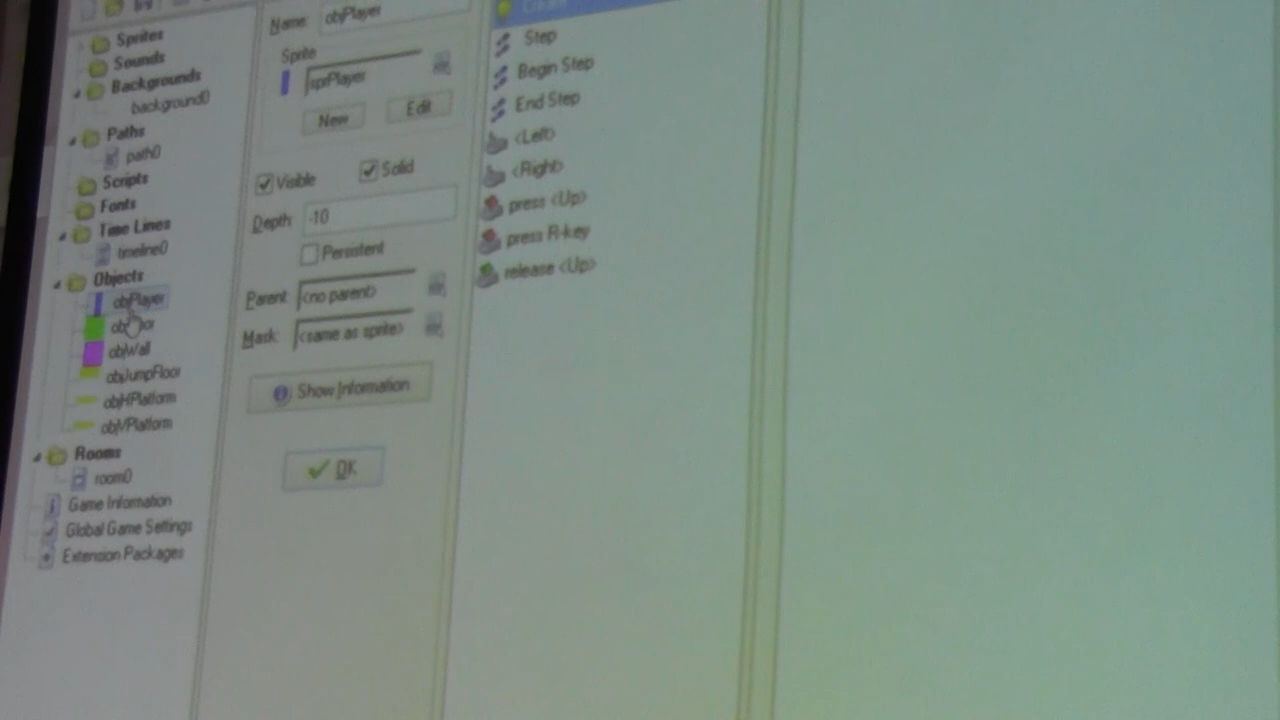 Sprites
Sounds
Backgrounds
background0
Paths
path0
Scripts
Fonts
Time Lines
timeline0
Objects
objPlayer
objWall
objJumpFloor
objHPlatform
objVPlatform
Rooms
room0
Game Information
Global Game Settings
Extension Packages
Name: objPlayer
Sprite
sprPlayer
New Edit
Visible Solid
Depth: -10
Persistent
Parent: <no parent>
Mask: <same as sprite>
Show Information
OK
Create
Step
Begin Step
End Step
<Left>
<Right>
press <Up>
press R-key
release <Up>